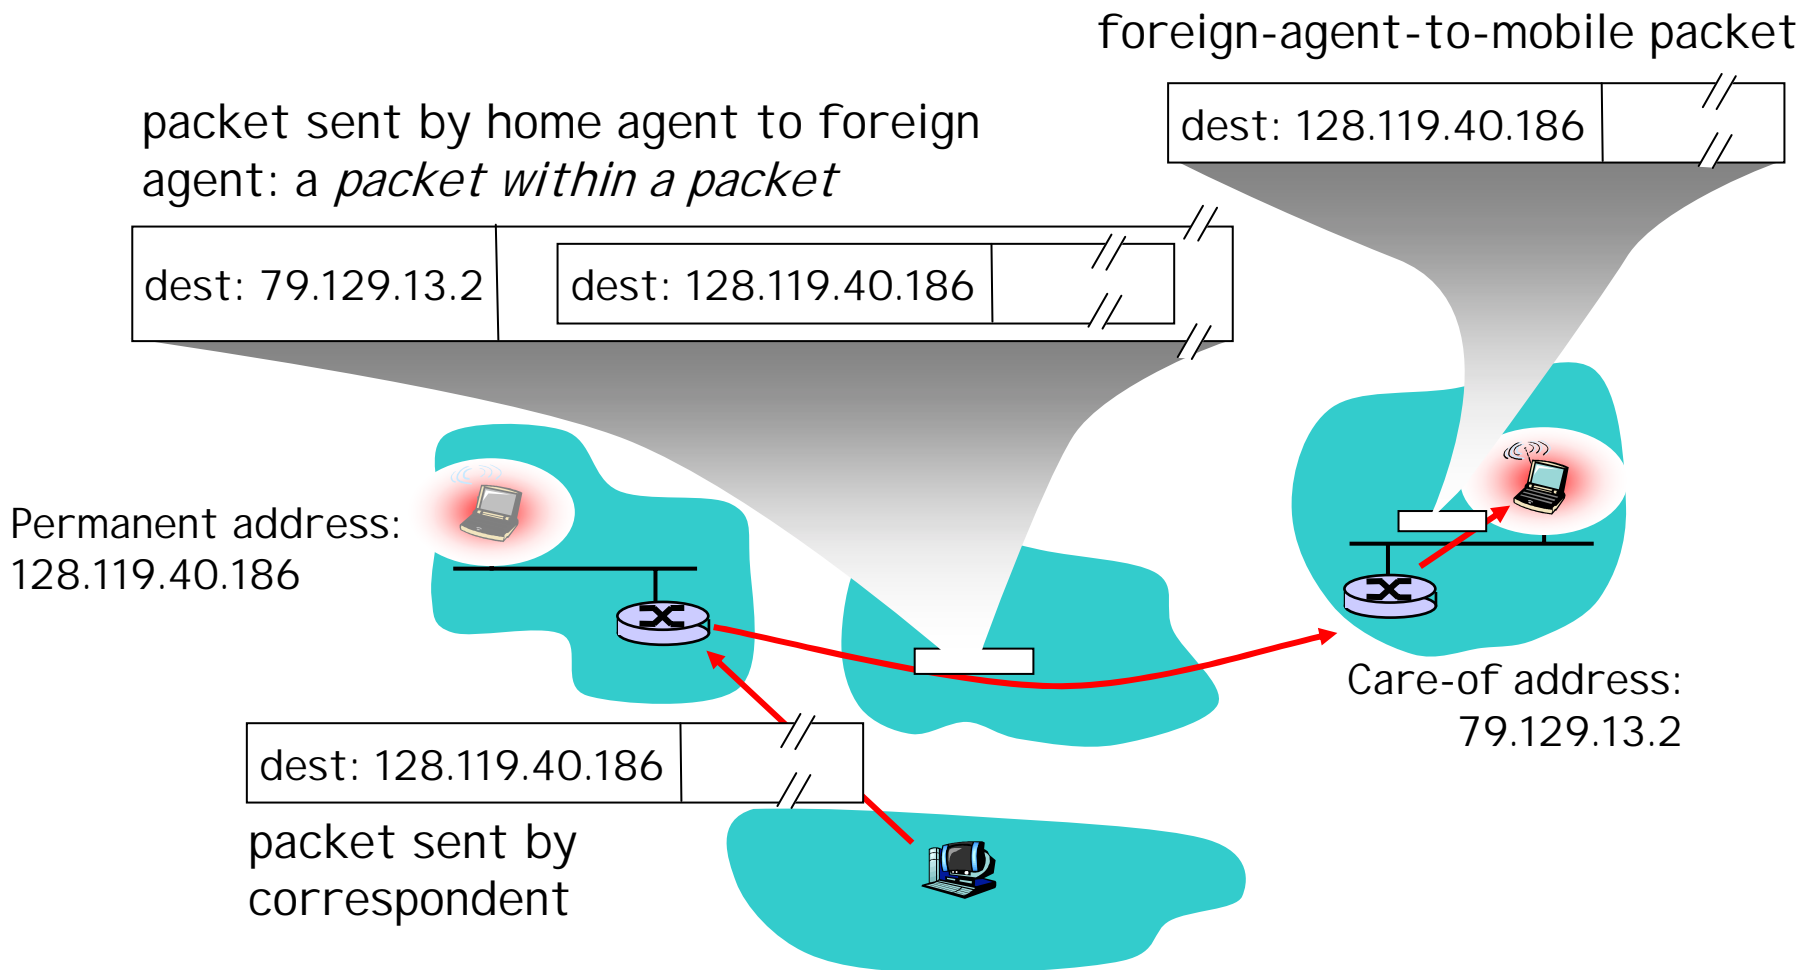 foreign-agent-to-mobile packet
dest: 128.119.40.186
packet sent by home agent to foreign
agent: a packet within a packet
dest: 79.129.13.2
dest: 128.119.40.186
Permanent address:
128.119.40.186
Care-of address:
79.129.13.2
dest: 128.119.40.186
packet sent by
correspondent